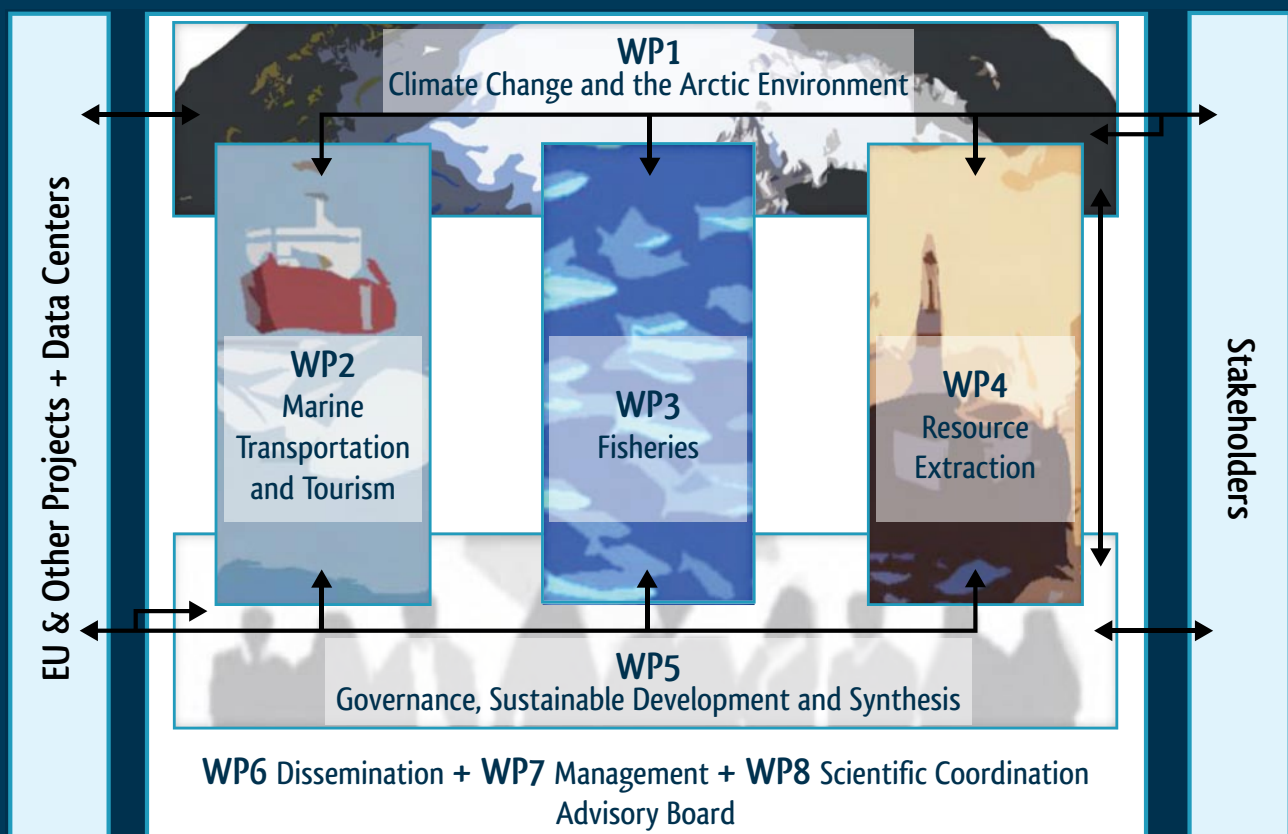 EU & Other Projects + Data Centers
WP1
Climate Change and the Arctic Environment
WP2
Marine
Transportation
and Tourism
WP3
Fisheries
WP4
Resource
Extraction
Stakeholders
WP5
Governance, Sustainable Development and Synthesis
WP6 Dissemination + WP7 Management + WP8 Scientific Coordination
Advisory Board